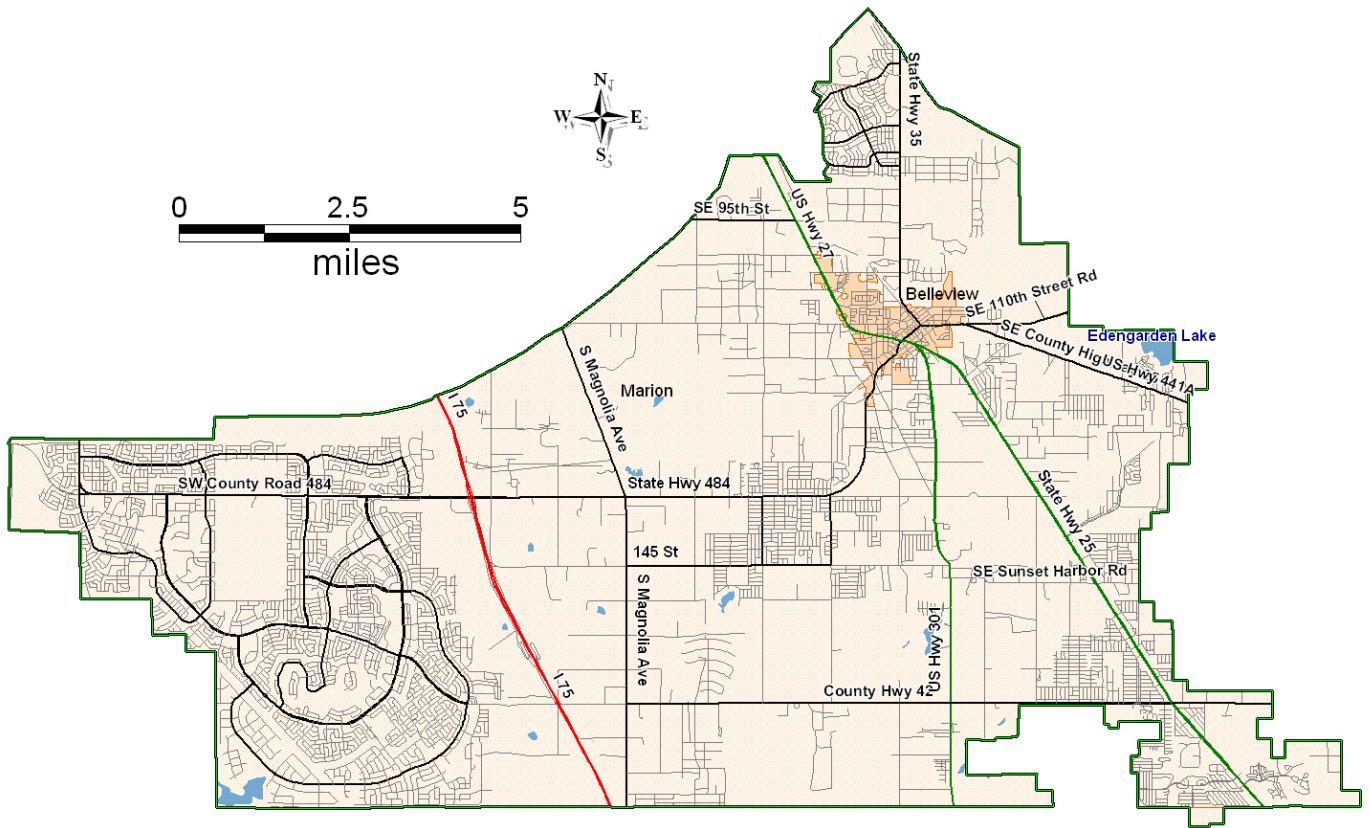 State Hwy 35
N
W E
S
0 2.5 5
miles
SE 95th St
US Hwy 27
Belleview
SE 110th Street Rd
SE County Hig
US Hwy 441A
Edengarden Lake
S Magnolia Ave
Marion
I 75
SW County Road 484
State Hwy 484
State Hwy 25
145 St
SE Sunset Harbor Rd
S Magnolia Ave
US Hwy 301
I 75
County Hwy 42